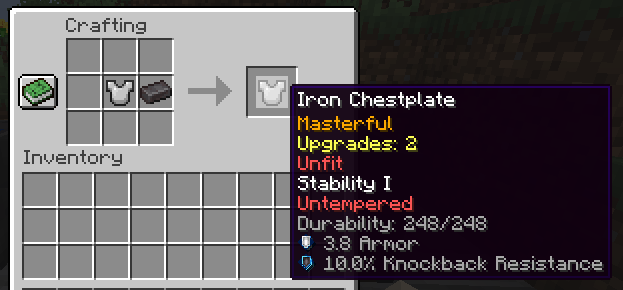 Crafting
Iron Chestplate
Masterful
Upgrades: 2
Unfit
Stability I
Untempered
Durability: 248/248
3.8 Armor
10.0% Knockback Resistance
Inventory